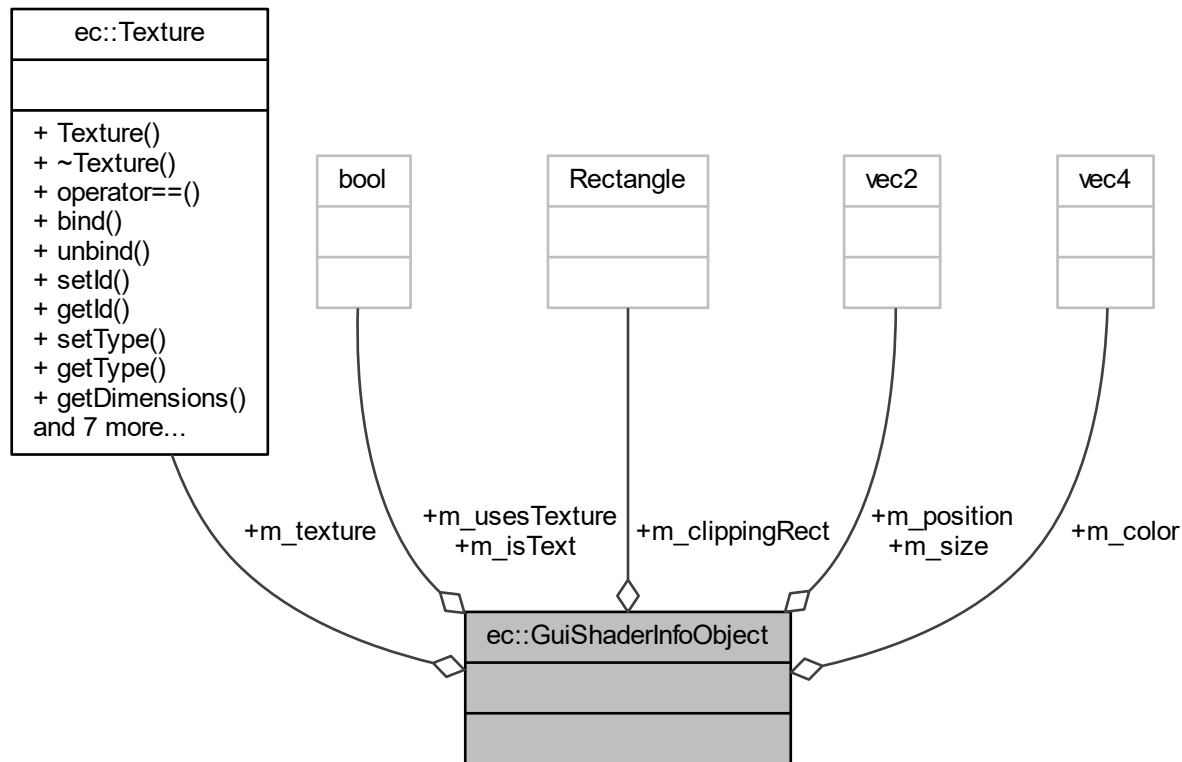 ec::Texture
+ Texture()
+ ~Texture()
+ operator==()
+ bind()
+ unbind()
+ setId()
+ getId()
+ setType()
+ getType()
+ getDimensions()
and 7 more...
bool
Rectangle
vec2
vec4
+m_texture
+m_usesTexture
+m_isText
+m_clippingRect
+m_position
+m_size
+m_color
ec::GuiShaderInfoObject